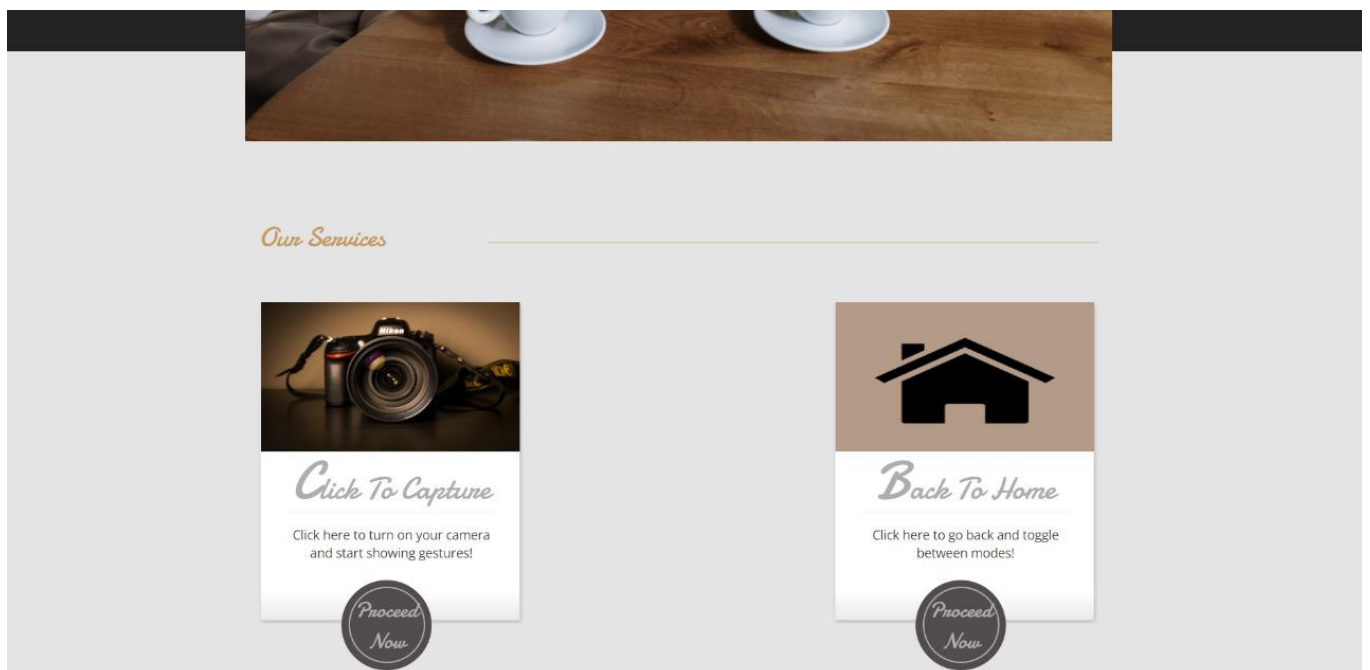 Our Services
Nikon
Click To Capture
Click here to turn on your camera
and start showing gestures!
Proceed
Now
Back To Home
Click here to go back and toggle
between modes!
Proceed
Now